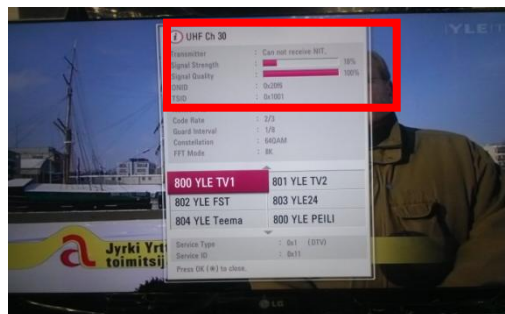 YLE
UHF Ch 30
Transmitter : Can not receive NIT.
Signal Strength : 10%
Signal Quality : 100%
ONID : 0x20f6
TSID : 0x1001
Code Rate : 2/3
Guard Interval : 1/8
Constellation : 64QAM
FFT Mode : 8K
800 YLE TV1 801 YLE TV2
802 YLE FST 803 YLE24
804 YLE Teema 800 YLE PEILI
Service Type : 0x1 (DTV)
Service ID : 0x11
Press OK (◉) to close.
Jyrki Yrt
toimitsij
LG